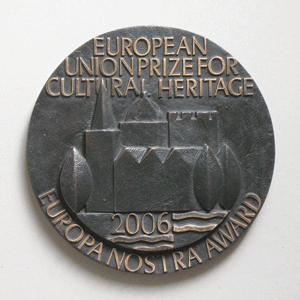 EUROPEAN
UNION PRIZE FOR
CULTURAL HERITAGE
2006
EUROPA NOSTRA AWARD